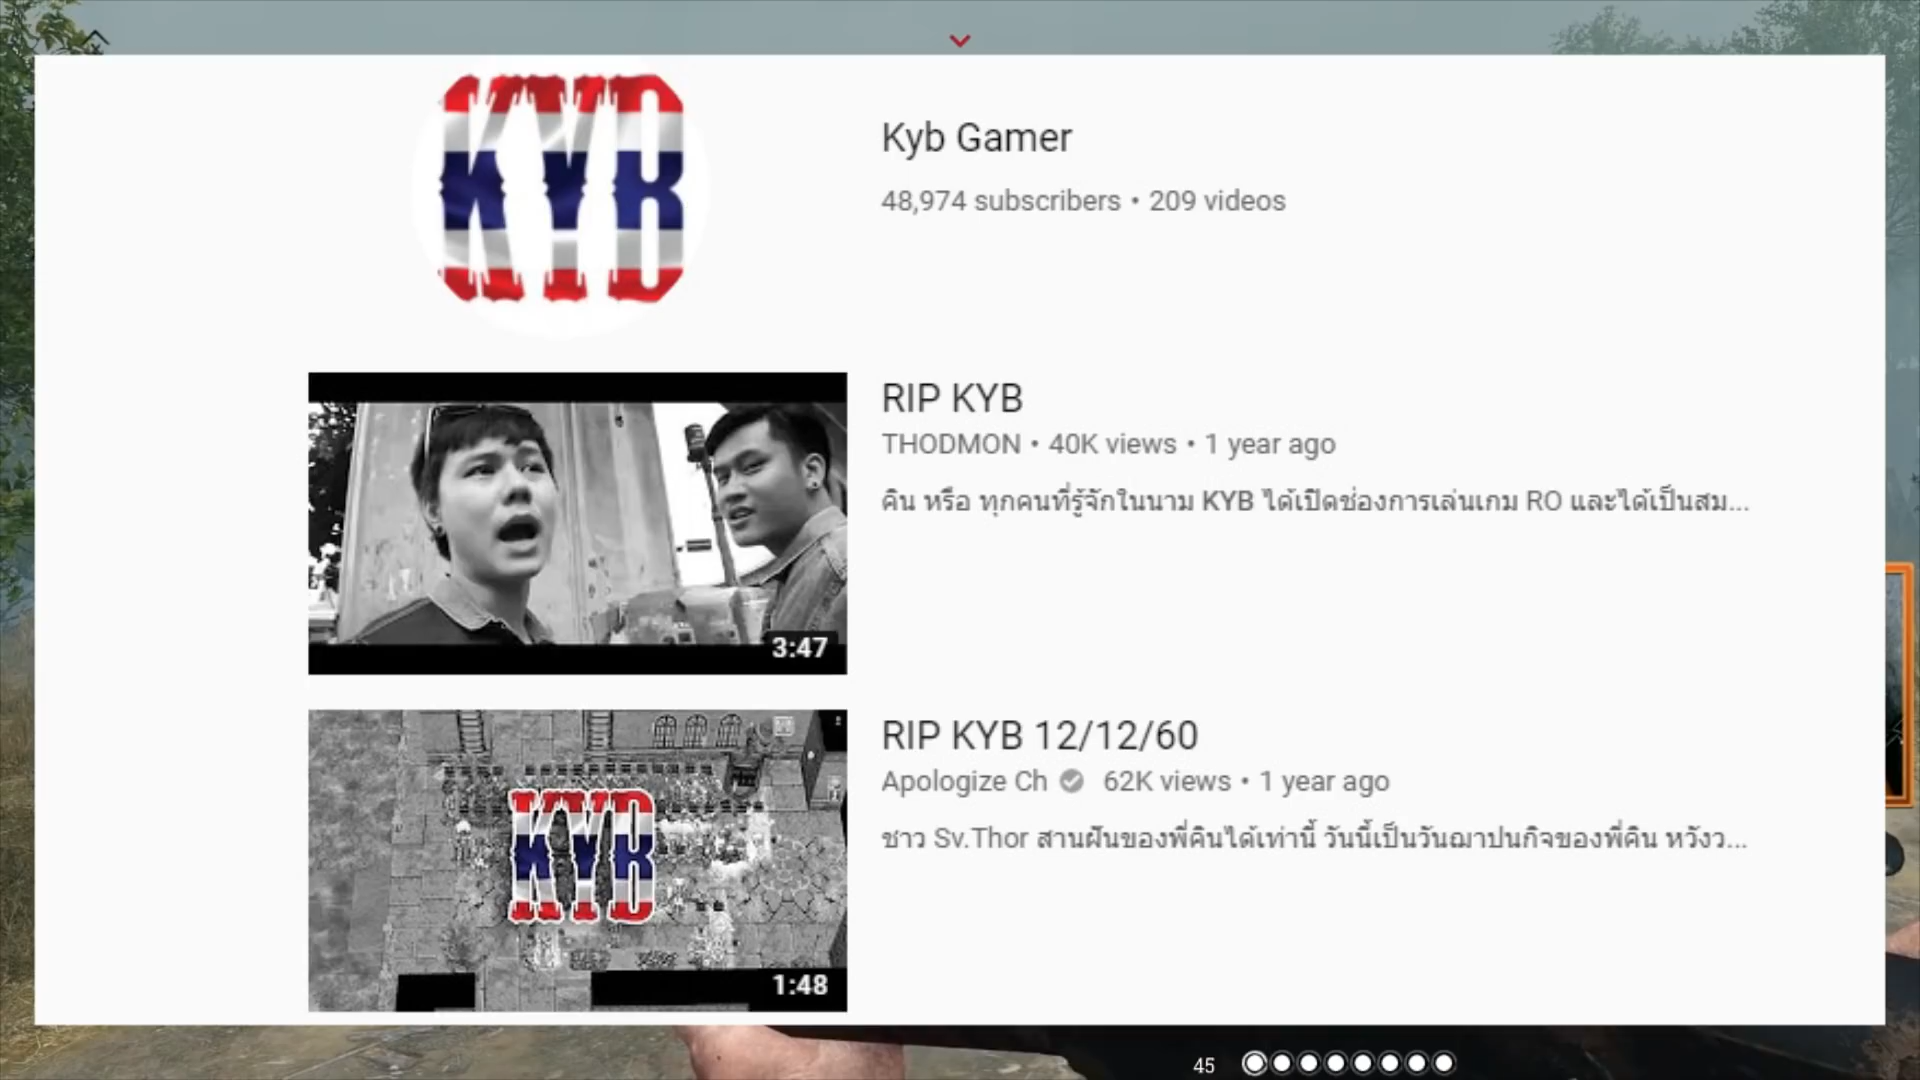 KYB
Kyb Gamer
48,974 subscribers • 209 videos
RIP KYB
THODMON • 40K views • 1 year ago
คิน หรือ ทุกคนที่รู้จักในนาม KYB ได้เปิดช่องการเล่นเกม RO และได้เป็นสม...
3:47
RIP KYB 12/12/60
Apologize Ch 62K views • 1 year ago
ชาว Sv.Thor สานฝันของพี่คินได้เท่านี้ วันนี้เป็นวันฌาปนกิจของพี่คิน หวังว...
KYB
1:48
45